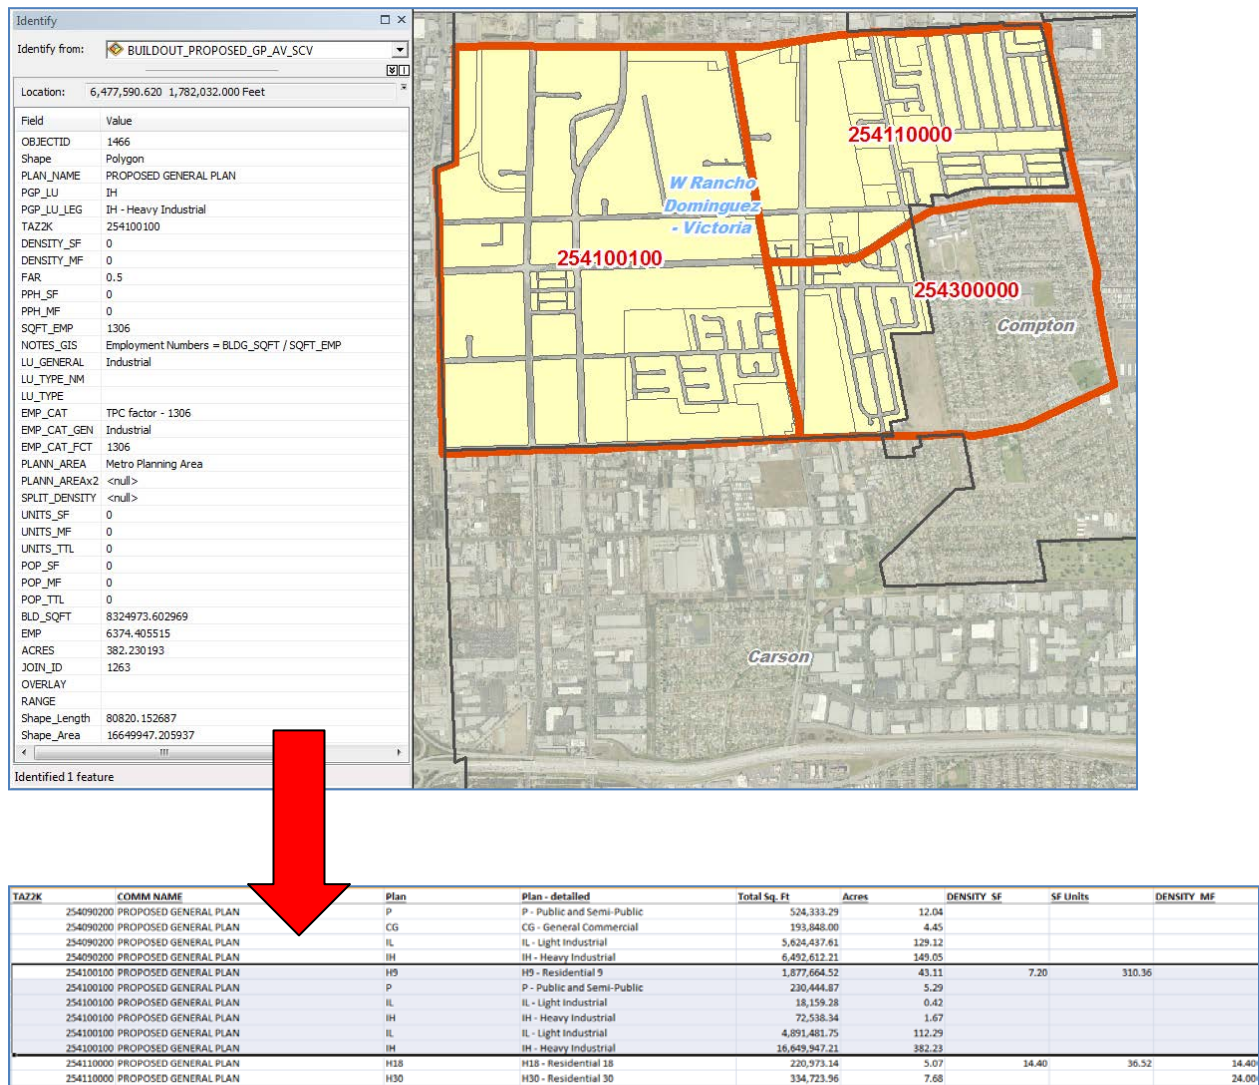 Identify
Identify from: BUILDOUT_PROPOSED_GP_AV_SCV
Location: 6,477,590.620 1,782,032.000 Feet
Field Value
OBJECTID 1466
Shape Polygon
PLAN_NAME PROPOSED GENERAL PLAN
PGP_LU IH
PGP_LU_LEG IH - Heavy Industrial
TAZ2K 254100100
DENSITY_SF 0
DENSITY_MF 0
FAR 0.5
PPH_SF 0
PPH_MF 0
SQFT_EMP 1306
NOTES_GIS Employment Numbers = BLDG_SQFT / SQFT_EMP
LU_GENERAL Industrial
LU_TYPE_NM
LU_TYPE
EMP_CAT TPC factor - 1306
EMP_CAT_GEN Industrial
EMP_CAT_FCT 1306
PLANN_AREA Metro Planning Area
PLANN_AREAx2 <null>
SPLIT_DENSITY <null>
UNITS_SF 0
UNITS_MF 0
UNITS_TTL 0
POP_SF 0
POP_MF 0
POP_TTL 0
BLD_SQFT 8324973.602969
EMP 6374.405515
ACRES 382.230193
JOIN_ID 1263
OVERLAY
RANGE
Shape_Length 80820.152687
Shape_Area 16649947.205937
Identified 1 feature
254110000
W Rancho
Dominguez
- Victoria
254100100
254300000
Compton
Carson
TAZ2K COMM NAME Plan Plan - detailed Total Sq. Ft Acres DENSITY_SF SF Units DENSITY_MF
254090200 PROPOSED GENERAL PLAN P P - Public and Semi-Public 524,333.29 12.04
254090200 PROPOSED GENERAL PLAN CG CG - General Commercial 193,848.00 4.45
254090200 PROPOSED GENERAL PLAN IL IL - Light Industrial 5,624,437.61 129.12
254090200 PROPOSED GENERAL PLAN IH IH - Heavy Industrial 6,492,612.21 149.05
254100100 PROPOSED GENERAL PLAN H9 H9 - Residential 9 1,877,664.52 43.11 7.20 310.36
254100100 PROPOSED GENERAL PLAN P P - Public and Semi-Public 230,444.87 5.29
254100100 PROPOSED GENERAL PLAN IL IL - Light Industrial 18,159.28 0.42
254100100 PROPOSED GENERAL PLAN IH IH - Heavy Industrial 72,538.34 1.67
254100100 PROPOSED GENERAL PLAN IL IL - Light Industrial 4,891,481.75 112.29
254100100 PROPOSED GENERAL PLAN IH IH - Heavy Industrial 16,649,947.21 382.23
254110000 PROPOSED GENERAL PLAN H18 H18 - Residential 18 220,973.14 5.07 14.40 36.52 14.400
254110000 PROPOSED GENERAL PLAN H30 H30 - Residential 30 334,723.96 7.68 24.000